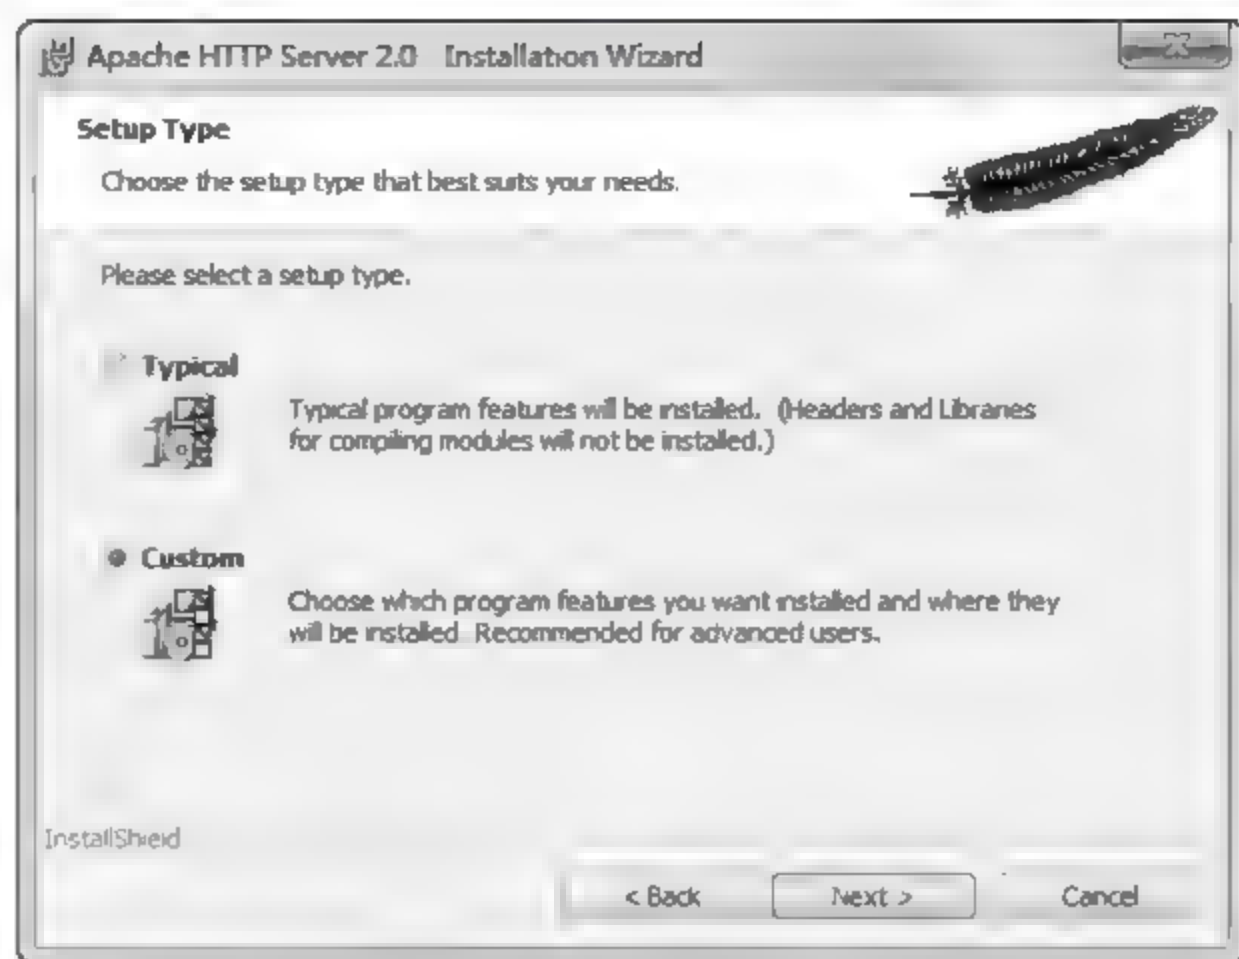 Apache HTTP Server 2.0 Installation Wizard
Setup Type
Choose the setup type that best suits your needs.
Please select a setup type.
Typical
Typical program features will be installed. (Headers and Libraries
for compiling modules will not be installed.)
Custom
Choose which program features you want installed and where they
will be installed. Recommended for advanced users.
InstallShield
< Back
Next >
Cancel